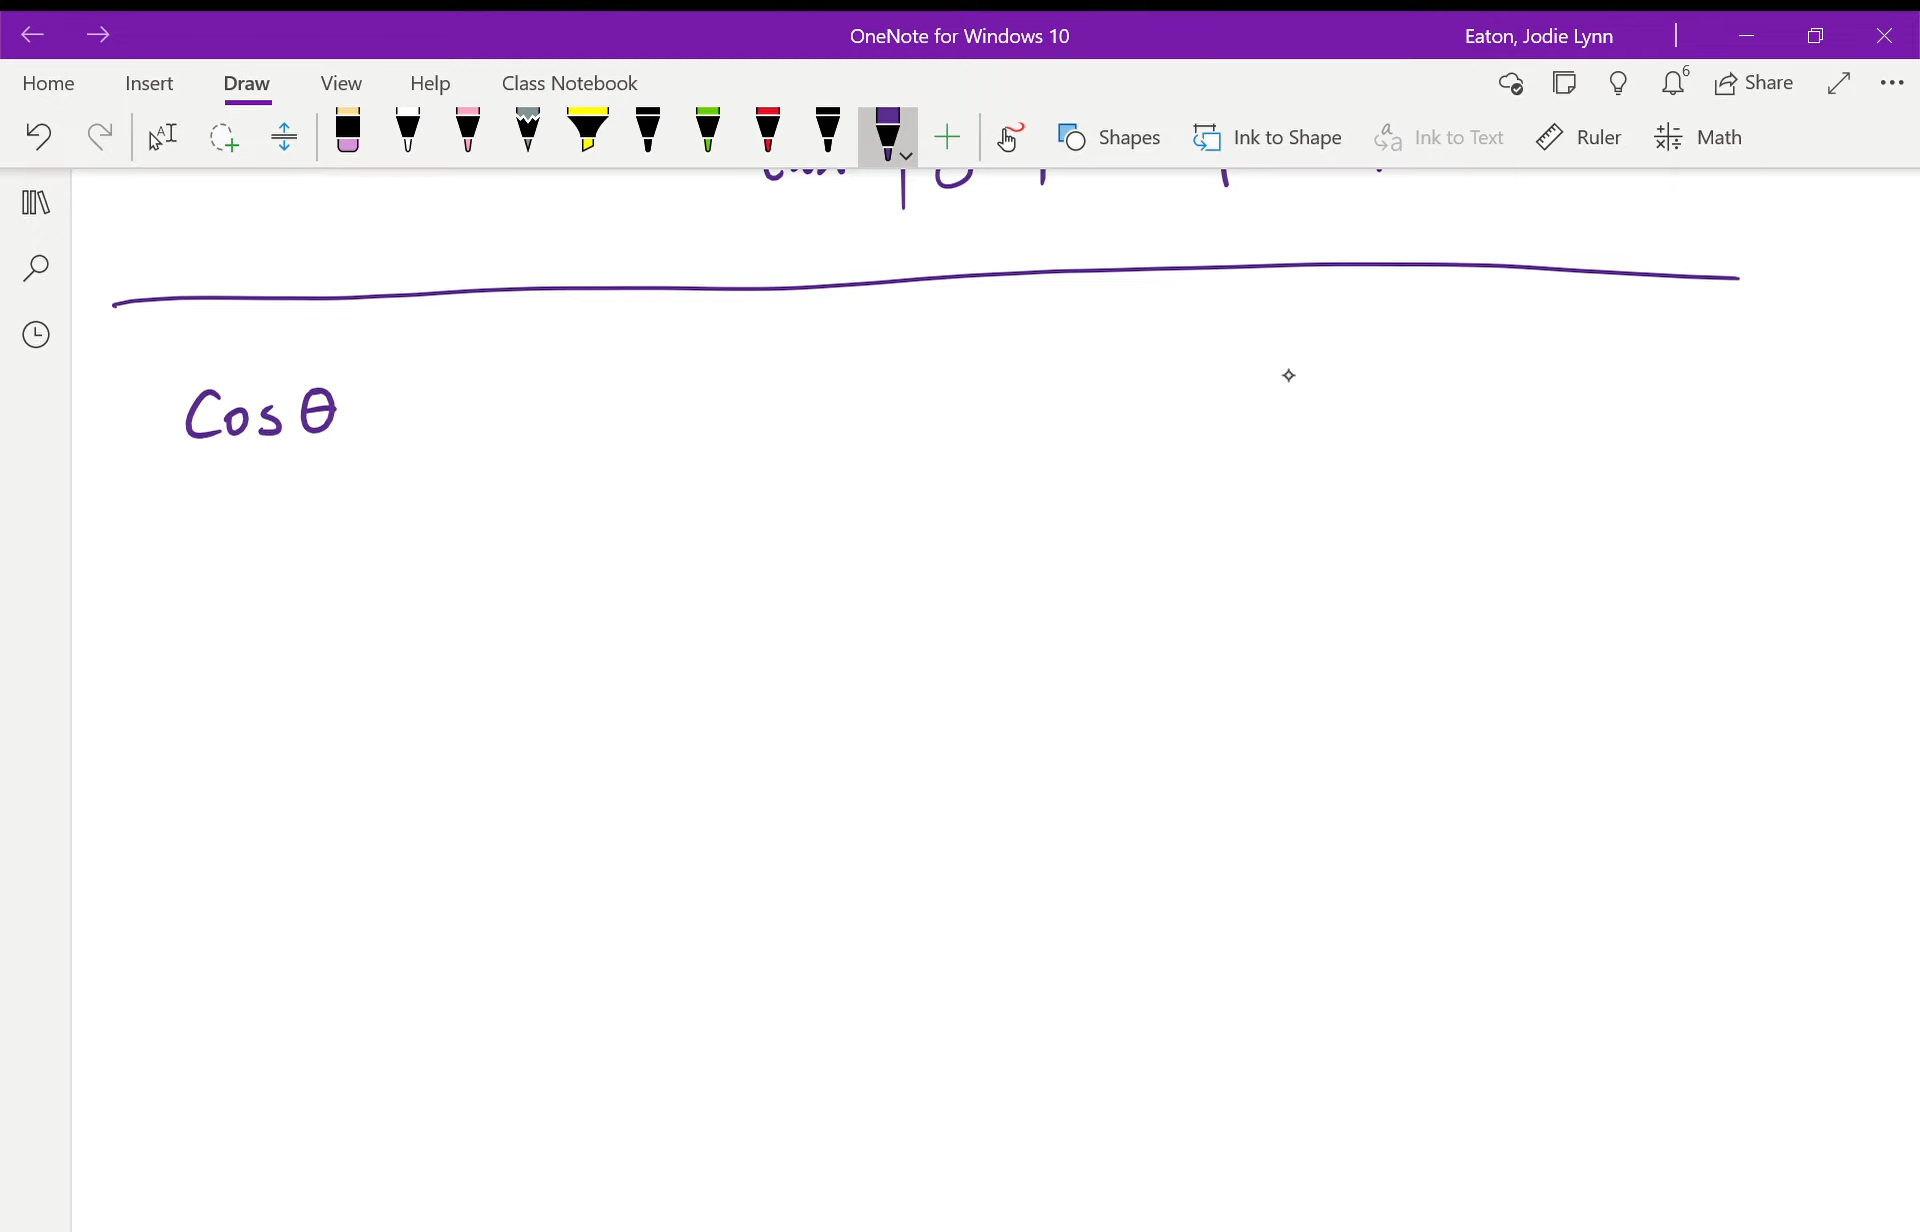 OneNote for Windows 10 Eaton, Jodie Lynn
Home Insert Draw View Help Class Notebook 6 Share
Shapes Ink to Shape Ink to Text Ruler Math
Cos θ